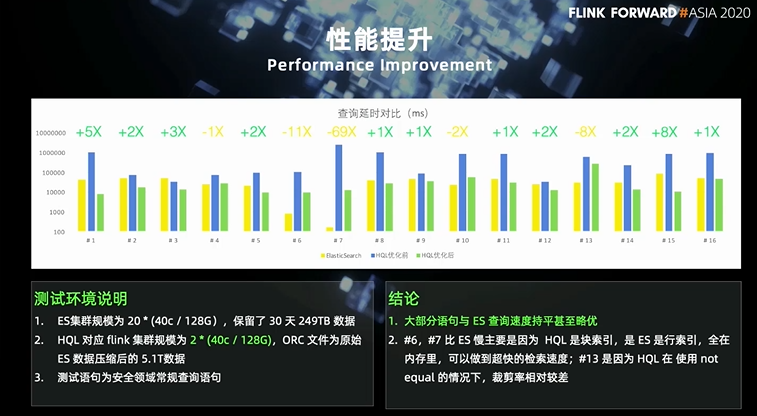 FLINK FORWARD #ASIA 2020
性能提升
Performance Improvement
查询延时对比（ms）
+5X +2X +3X -1X +2X -11X -69X +1X +1X -2X +1X +2X -8X +2X +8X +1X
10000000
1000000
100000
10000
1000
100
# 1 # 2 # 3 # 4 # 5 # 6 # 7 # 8 # 9 # 10 # 11 # 12 # 13 # 14 # 15 # 16
ElasticSearch HQL优化前 HQL优化后
测试环境说明
1. ES集群规模为 20 * (40c / 128G) ，保留了 30 天 249TB 数据
2. HQL 对应 flink 集群规模为 2 * (40c / 128G)，ORC 文件为原始
ES 数据压缩后的 5.1T数据
3. 测试语句为安全领域常规查询语句
结论
1. 大部分语句与 ES 查询速度持平甚至略优
2. #6，#7 比 ES 慢主要是因为 HQL 是块索引，是 ES 是行索引，全在
内存里，可以做到超快的检索速度；#13 是因为 HQL 在 使用 not
equal 的情况下，裁剪率相对较差